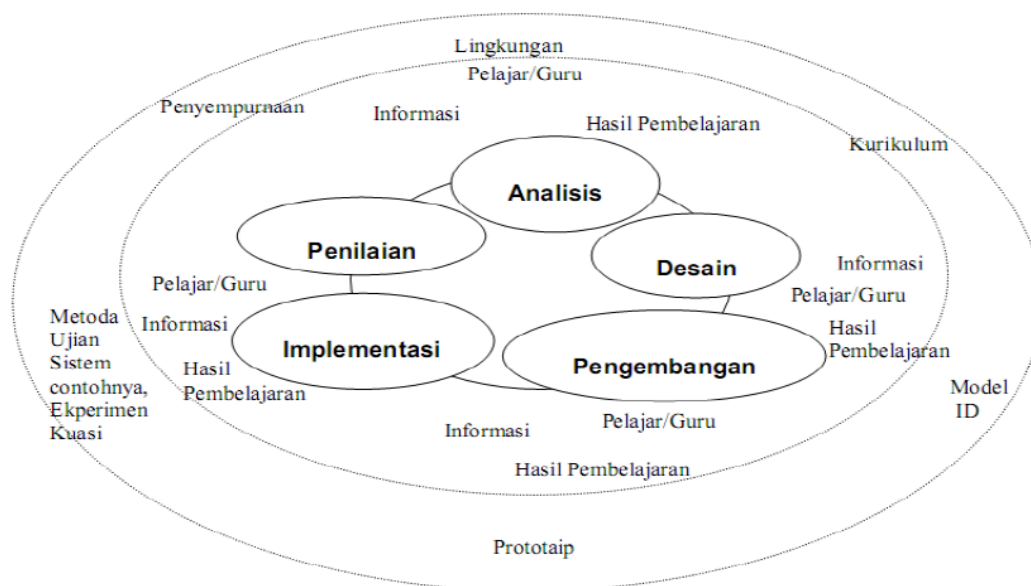 Lingkungan
Pelajar/Guru
Penyempurnaan
Informasi
Hasil Pembelajaran
Kurikulum
Analisis
Penilaian
Desain
Informasi
Pelajar/Guru
Pelajar/Guru
Informasi
Hasil
Pembelajaran
Metoda
Ujian
Sistem
contohnya,
Ekperimen
Kuasi
Implementasi
Pengembangan
Hasil
Pembelajaran
Model
ID
Informasi
Pelajar/Guru
Hasil Pembelajaran
Prototaip